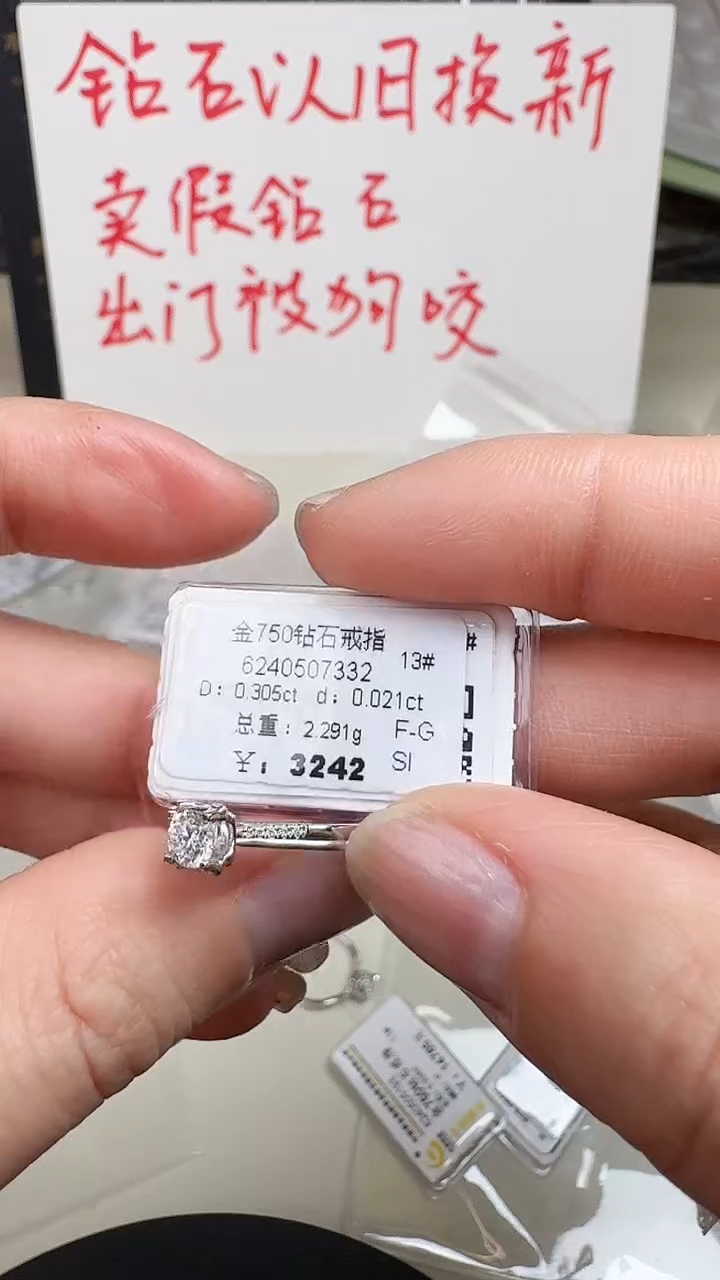 钻石以旧换新
卖假钻石
出门被狗咬
金750钻石戒指
13#
6240507332
D: 0.305ct d: 0.021ct
总重: 2.291g F-G
￥: 3242 SI
#